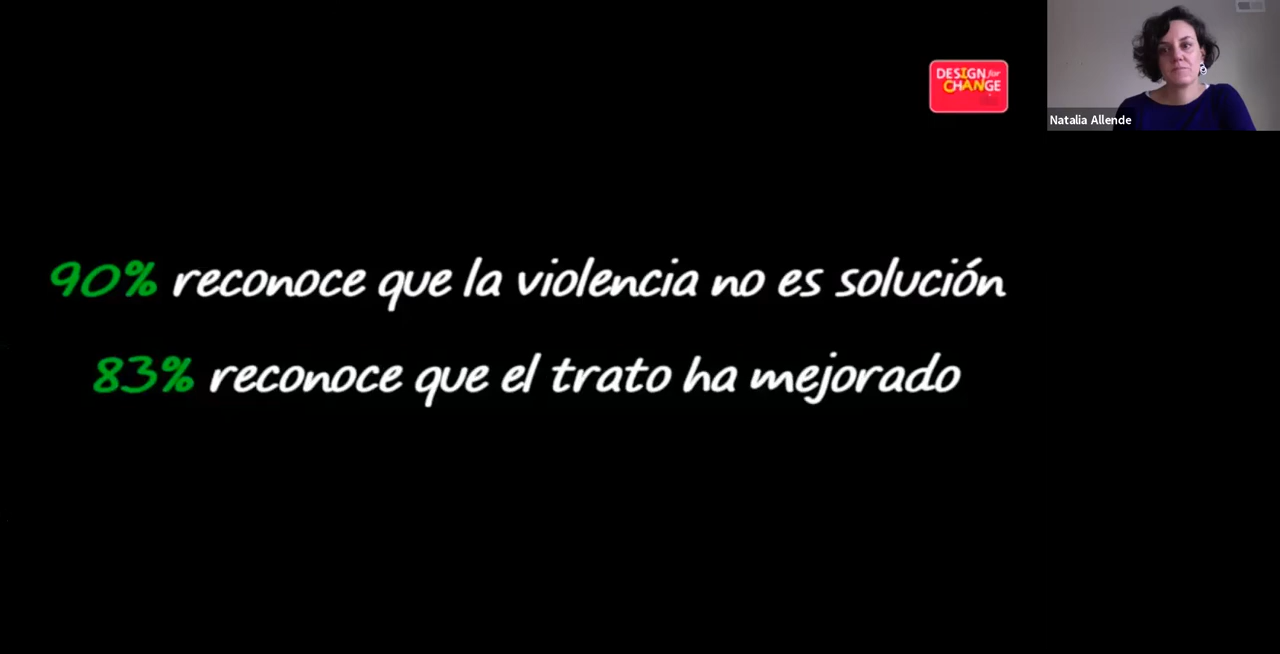 DESIGN for
CHANGE
Natalia Allende
90% reconoce que la violencia no es solución
83% reconoce que el trato ha mejorado